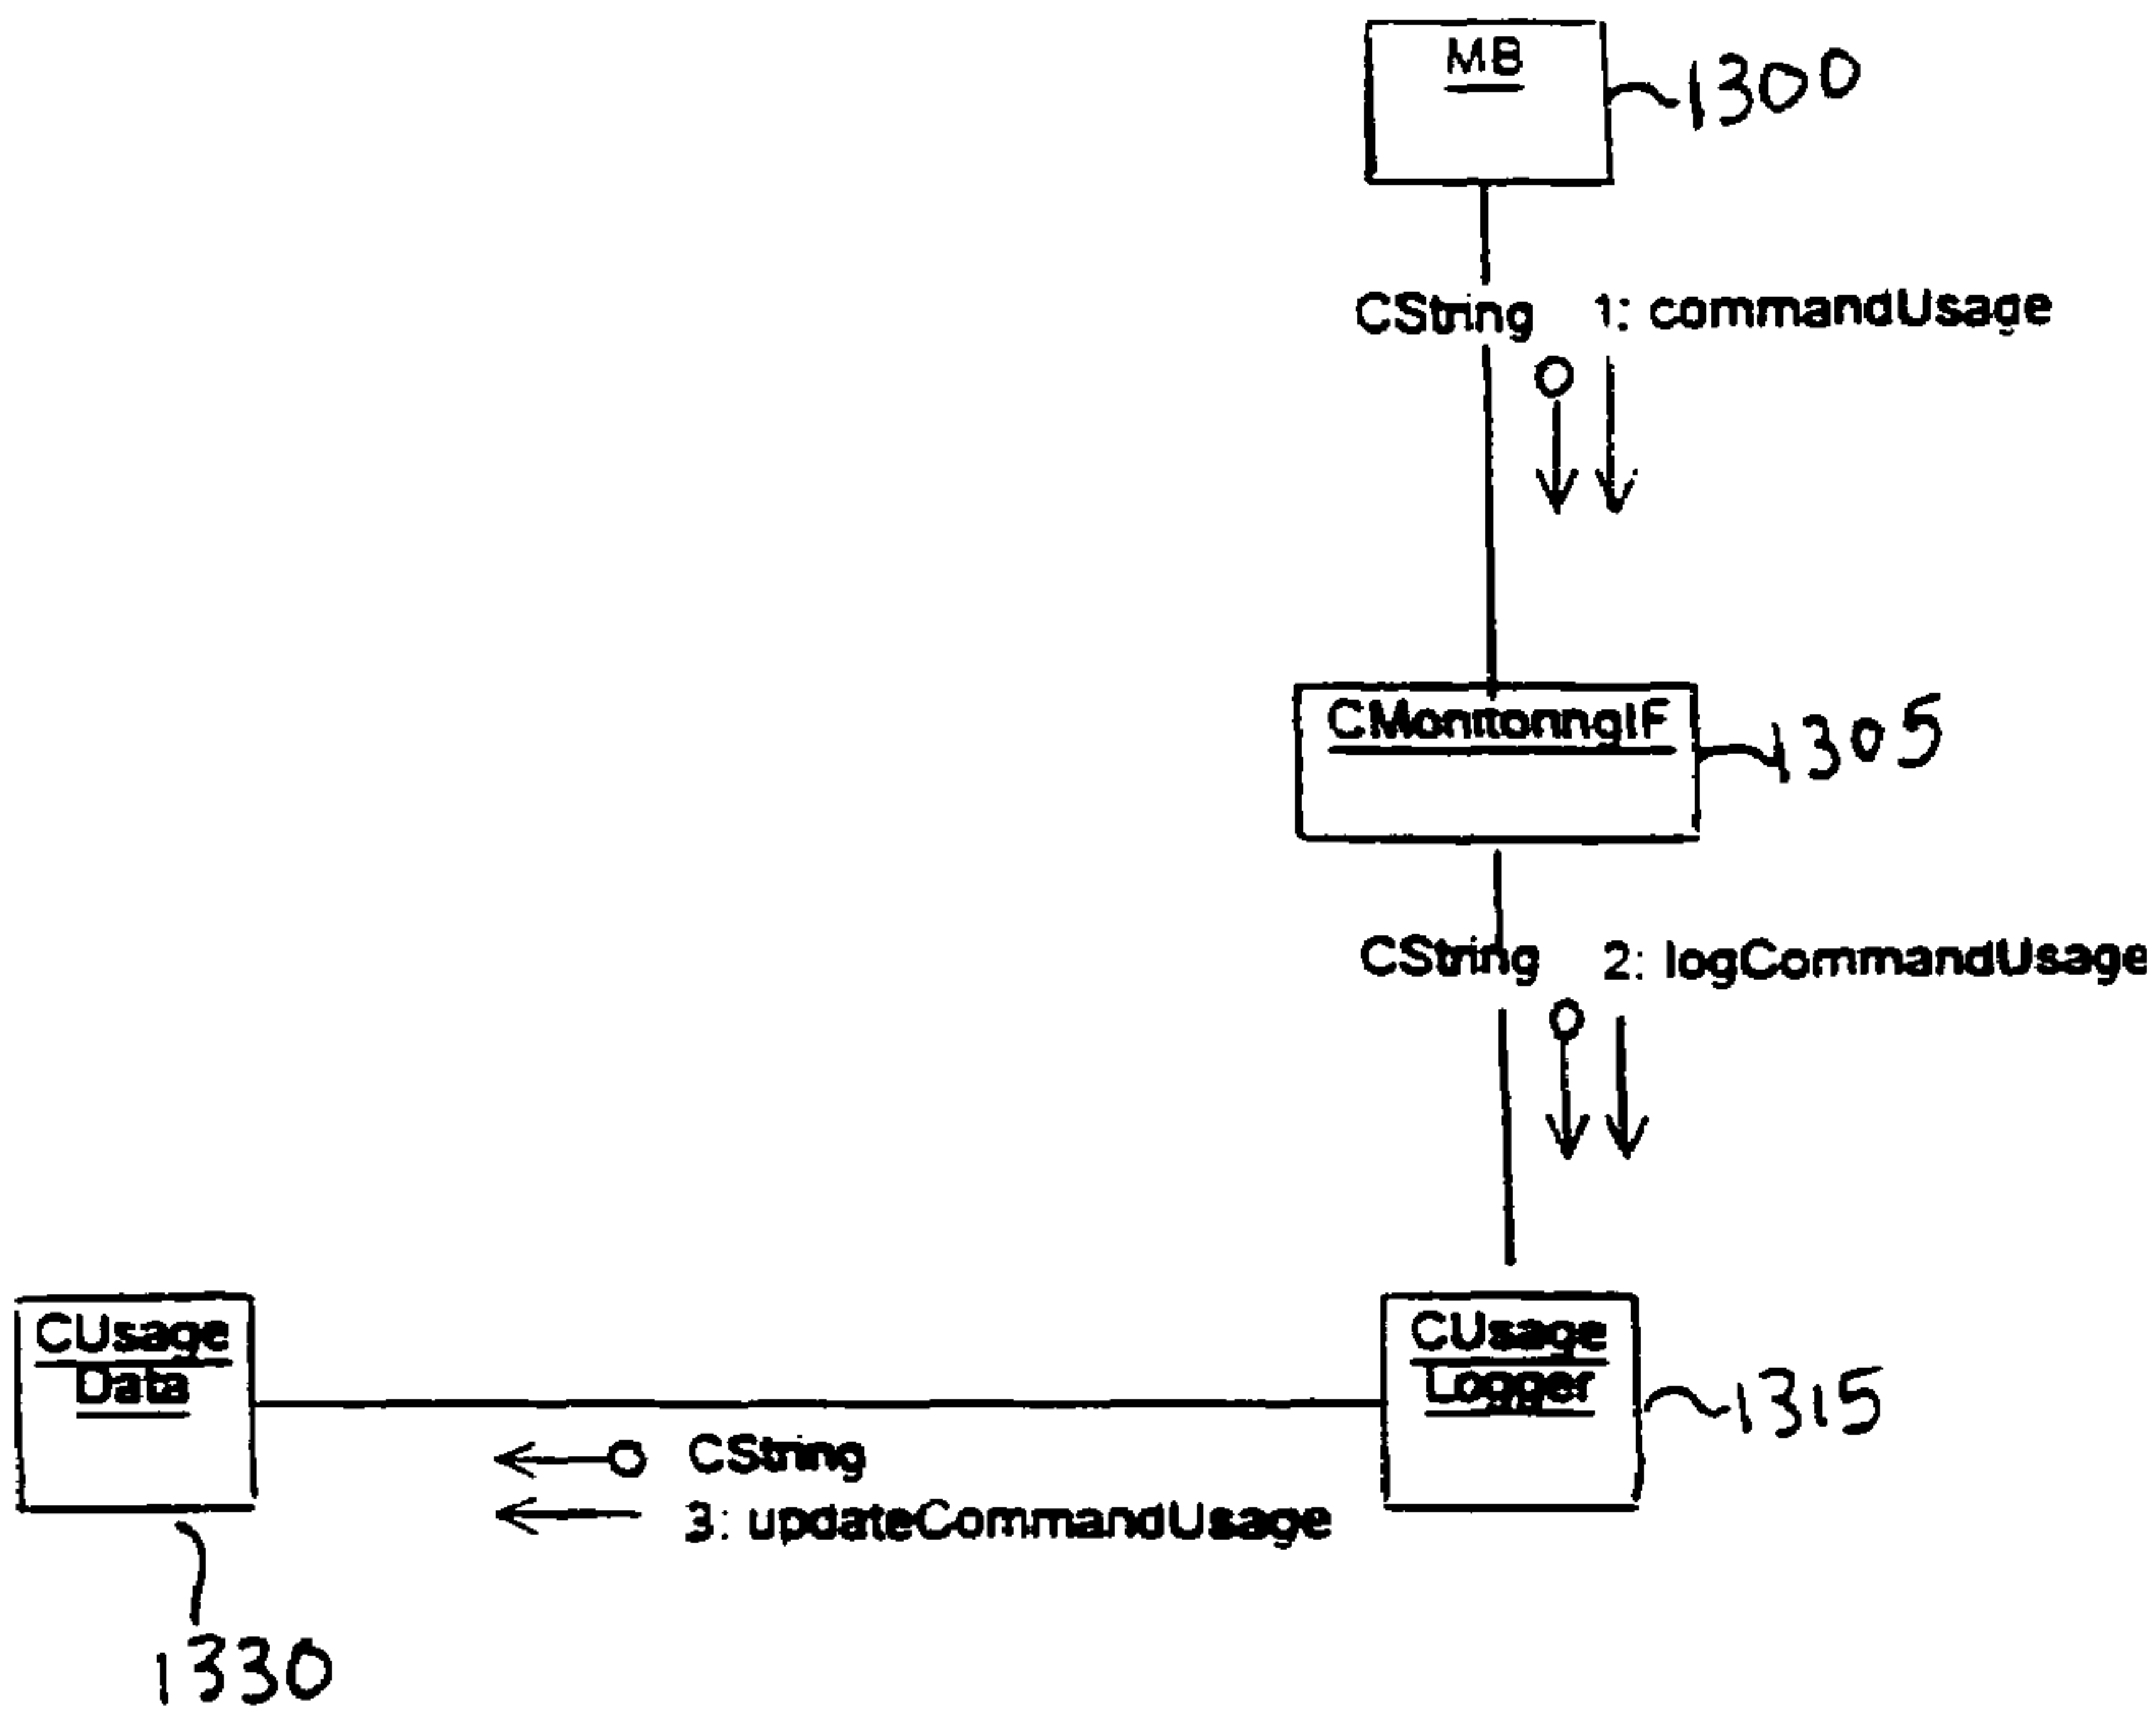 MB
1300
CString 1: commandUsage
CMonitoringIF
1305
CString 2: logCommandUsage
CUsage
Data
CUsage
Logger
1315
CString
3: updateCommandUsage
1330